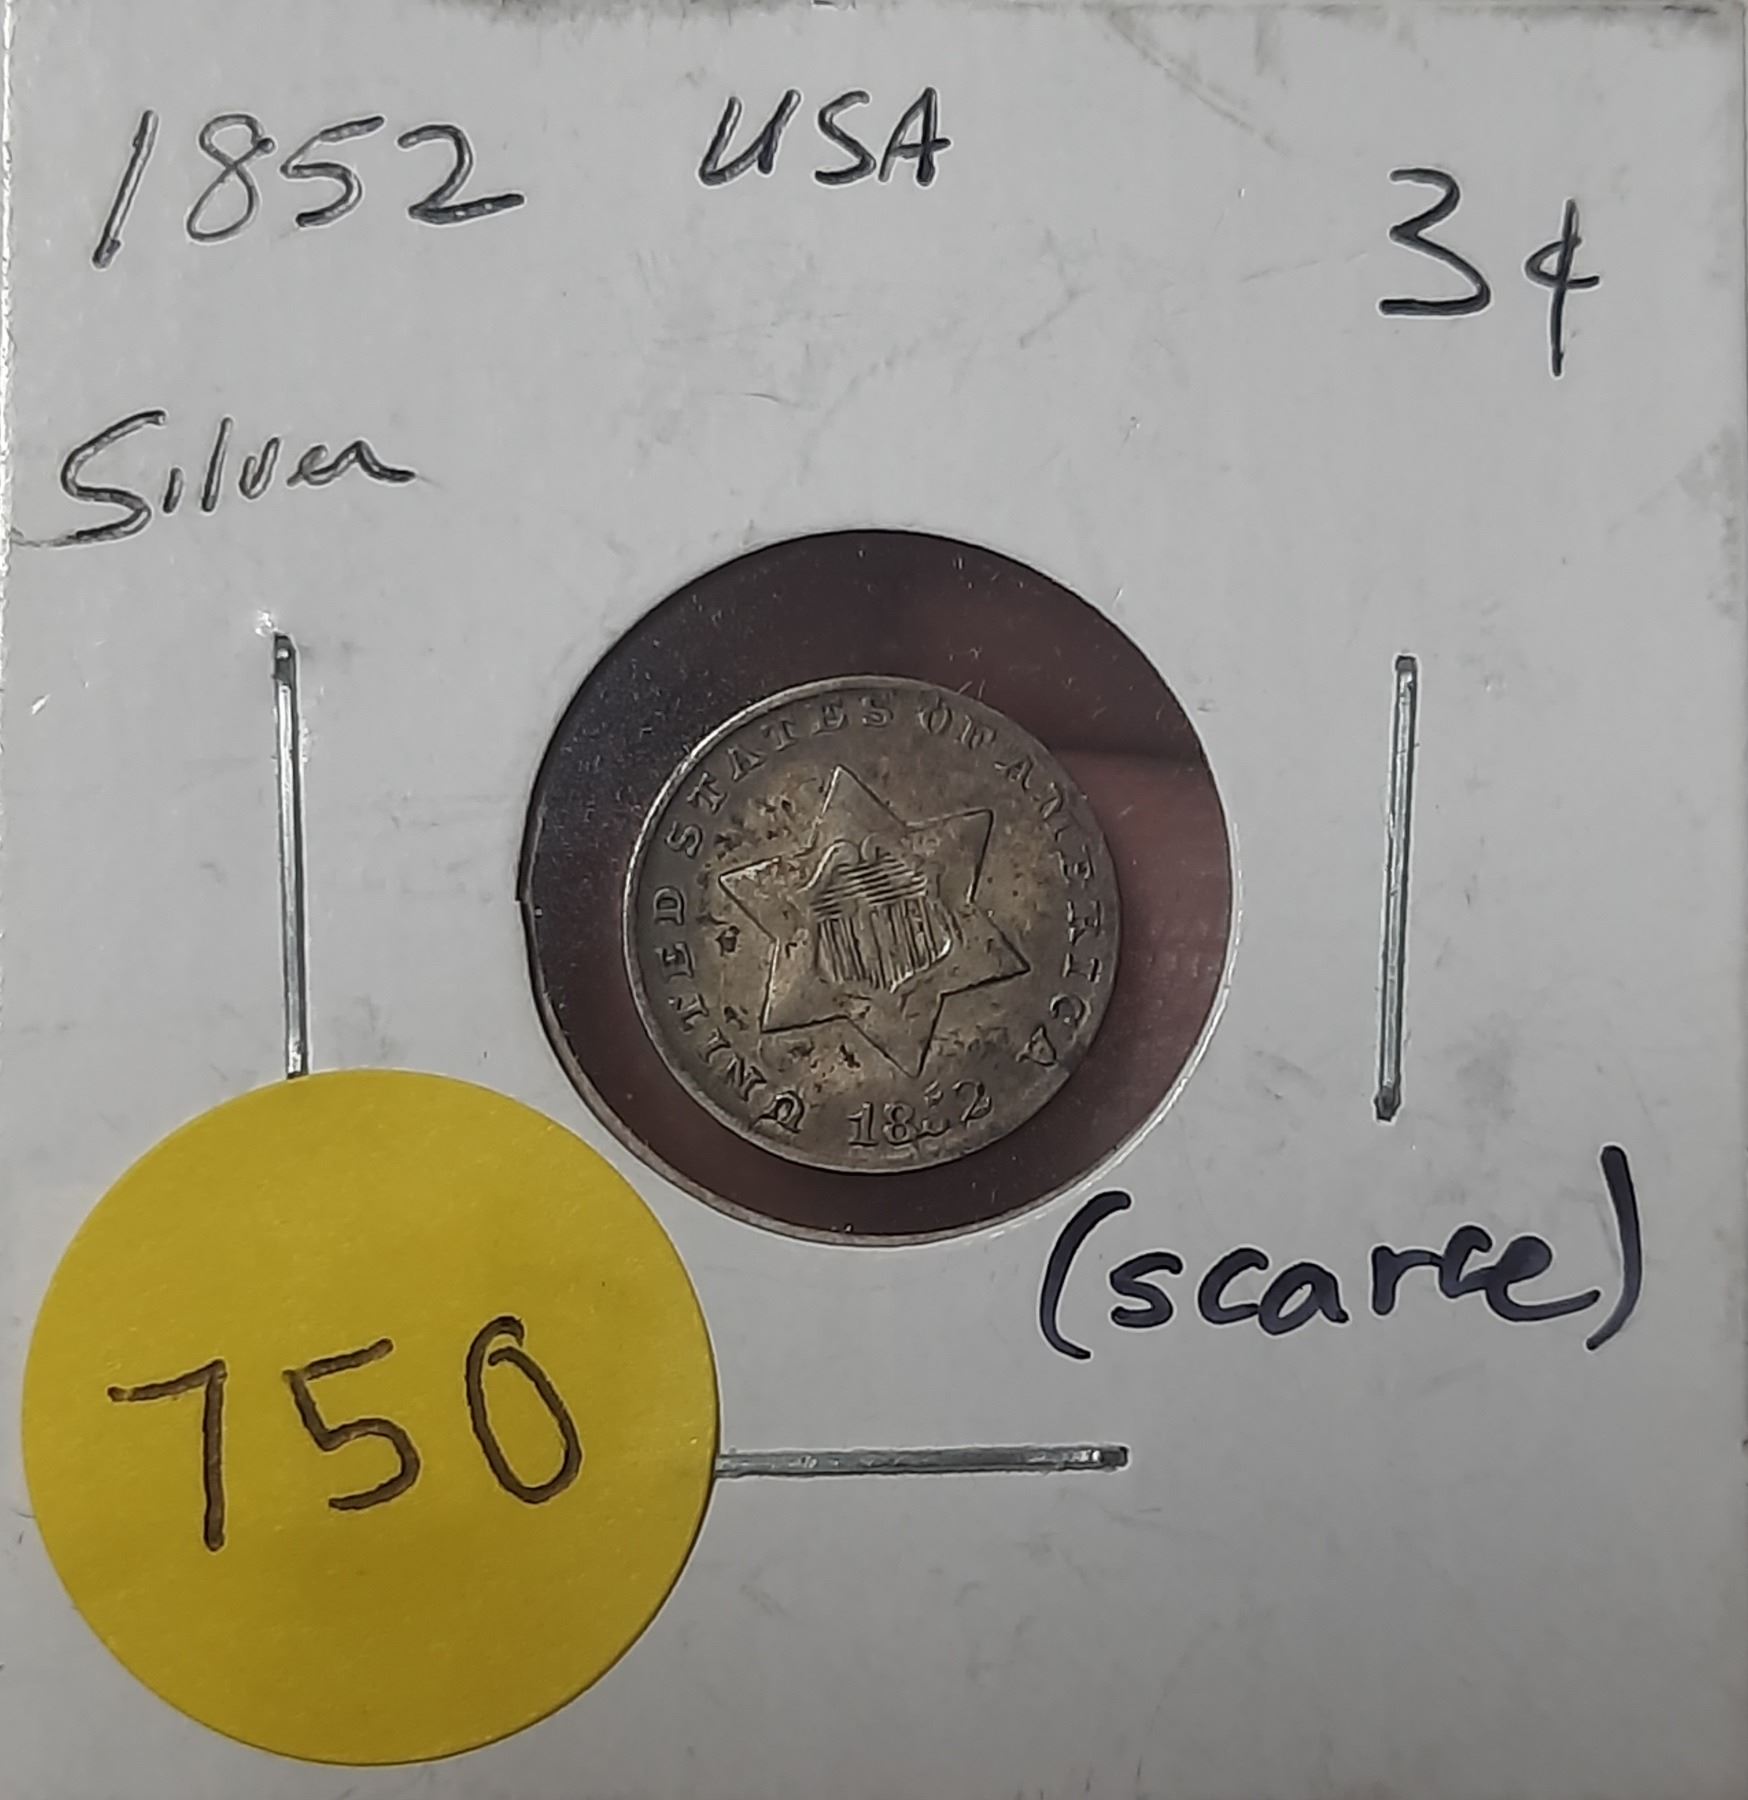 1852 USA 3¢
Silver
UNITED STATES OF AMERICA
1852
(scarce)
750